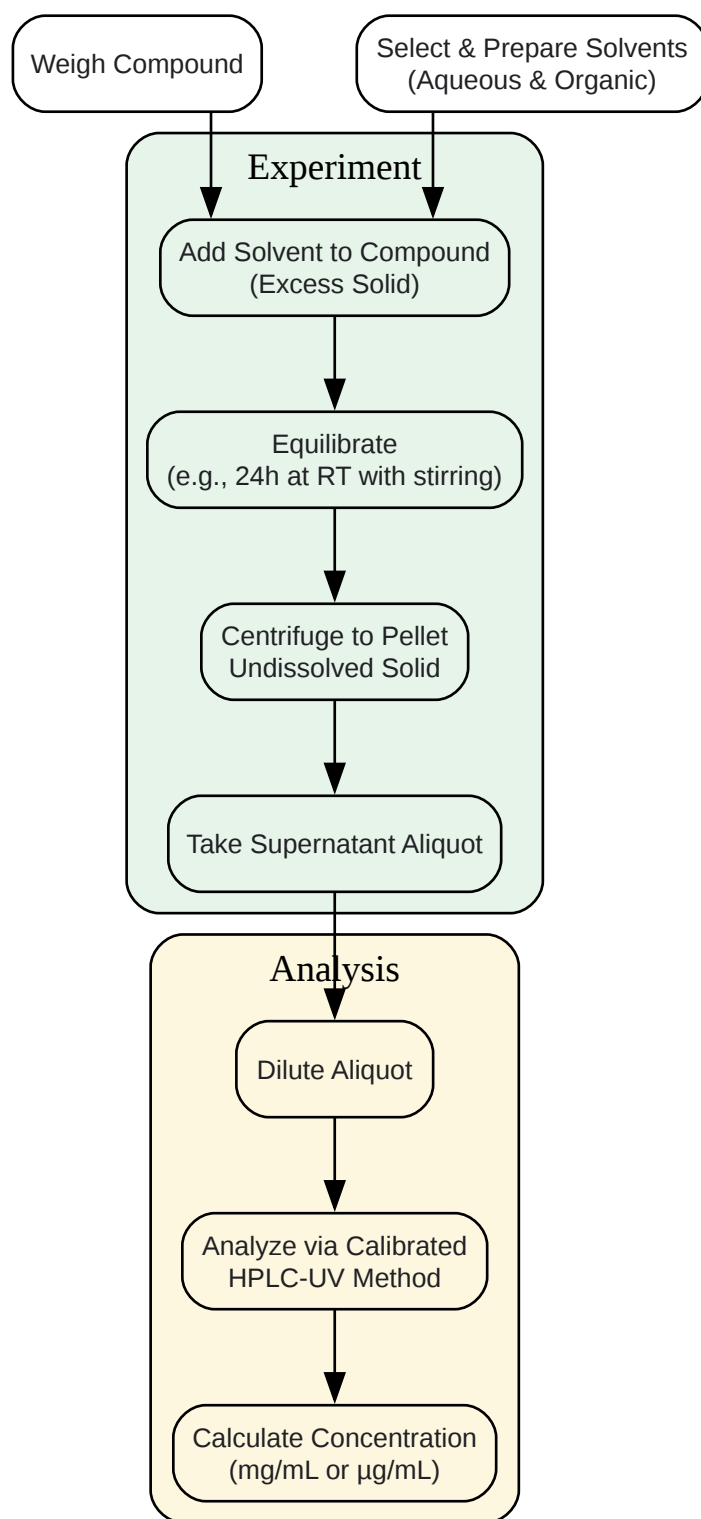 Weigh Compound
Select & Prepare Solvents
(Aqueous & Organic)
Experiment
Add Solvent to Compound
(Excess Solid)
Equilibrate
(e.g., 24h at RT with stirring)
Centrifuge to Pellet
Undissolved Solid
Take Supernatant Aliquot
Analysis
Dilute Aliquot
Analyze via Calibrated
HPLC-UV Method
Calculate Concentration
(mg/mL or µg/mL)